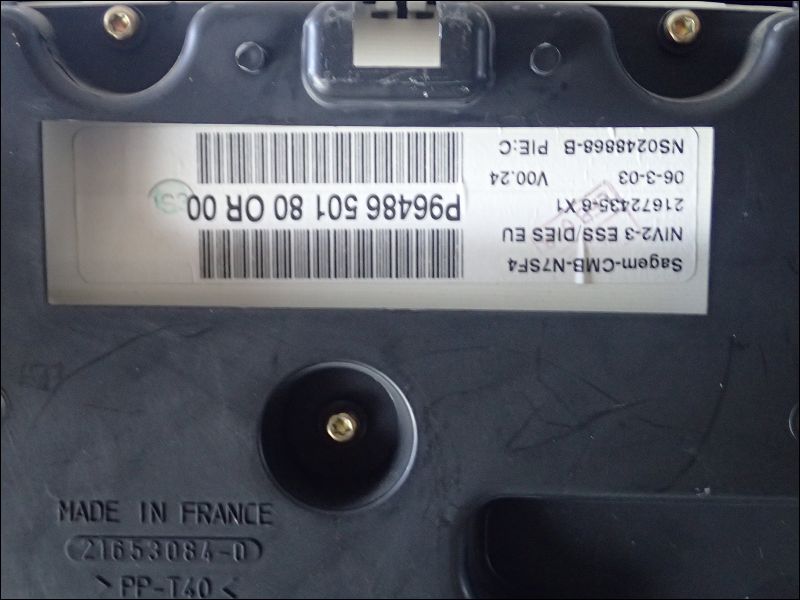 Sagem-CMB-N7SF4
NIV2-3 ESS/DIES EU
21672435-6 X1
06-3-03 V00.24
NS0248868-B PIE:C
P96486 501 80 OR 00
MADE IN FRANCE
21653084-0
>PP-T40<